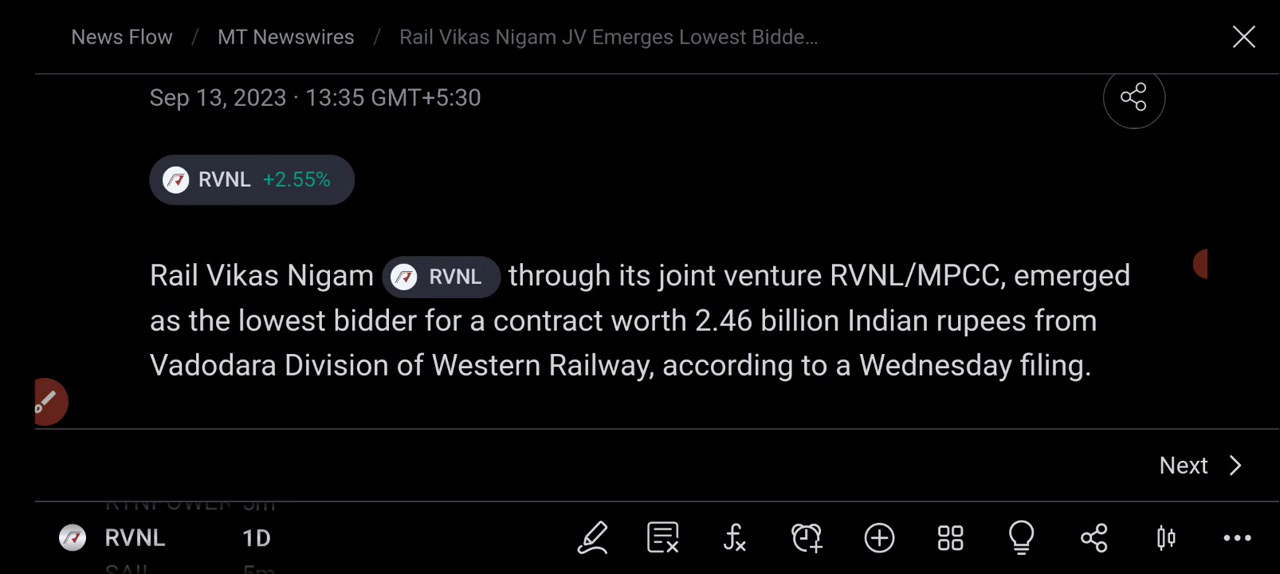 News Flow / MT Newswires / Rail Vikas Nigam JV Emerges Lowest Bidde...
Sep 13, 2023 · 13:35 GMT+5:30
RVNL +2.55%
Rail Vikas Nigam RVNL through its joint venture RVNL/MPCC, emerged
as the lowest bidder for a contract worth 2.46 billion Indian rupees from
Vadodara Division of Western Railway, according to a Wednesday filing.
Next
RVNL 1D